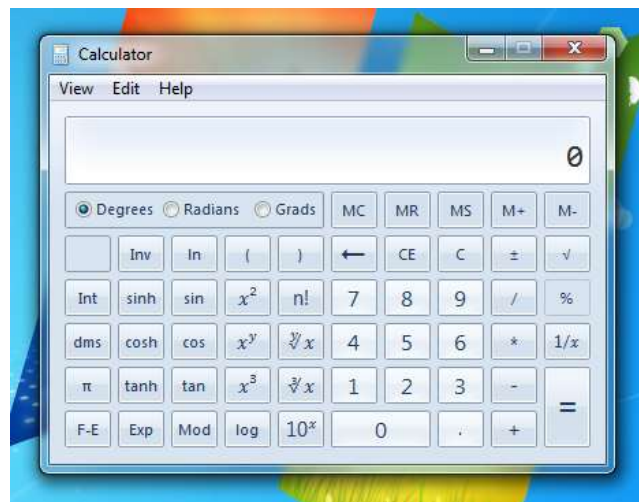 Calculator
View Edit Help
0
Degrees Radians Grads MC MR MS M+ M-
Inv ln ( ) ← CE C ± √
Int sinh sin x² n! 7 8 9 / %
dms cosh cos xʸ ʸ√x 4 5 6 * 1/x
π tanh tan x³ ³√x 1 2 3 - =
F-E Exp Mod log 10ˣ 0 . +